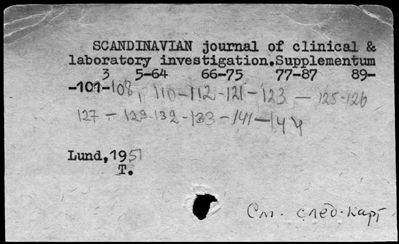 SCANDINAVIAN journal of clinical &
laboratory investigation.Supplementum
3 5-64 66-75 77-87 89-
-101-108, 110-112-121-123 — 125-126
127 — 129-132-133-141-144
Lund,1951
T.
См. след. карт